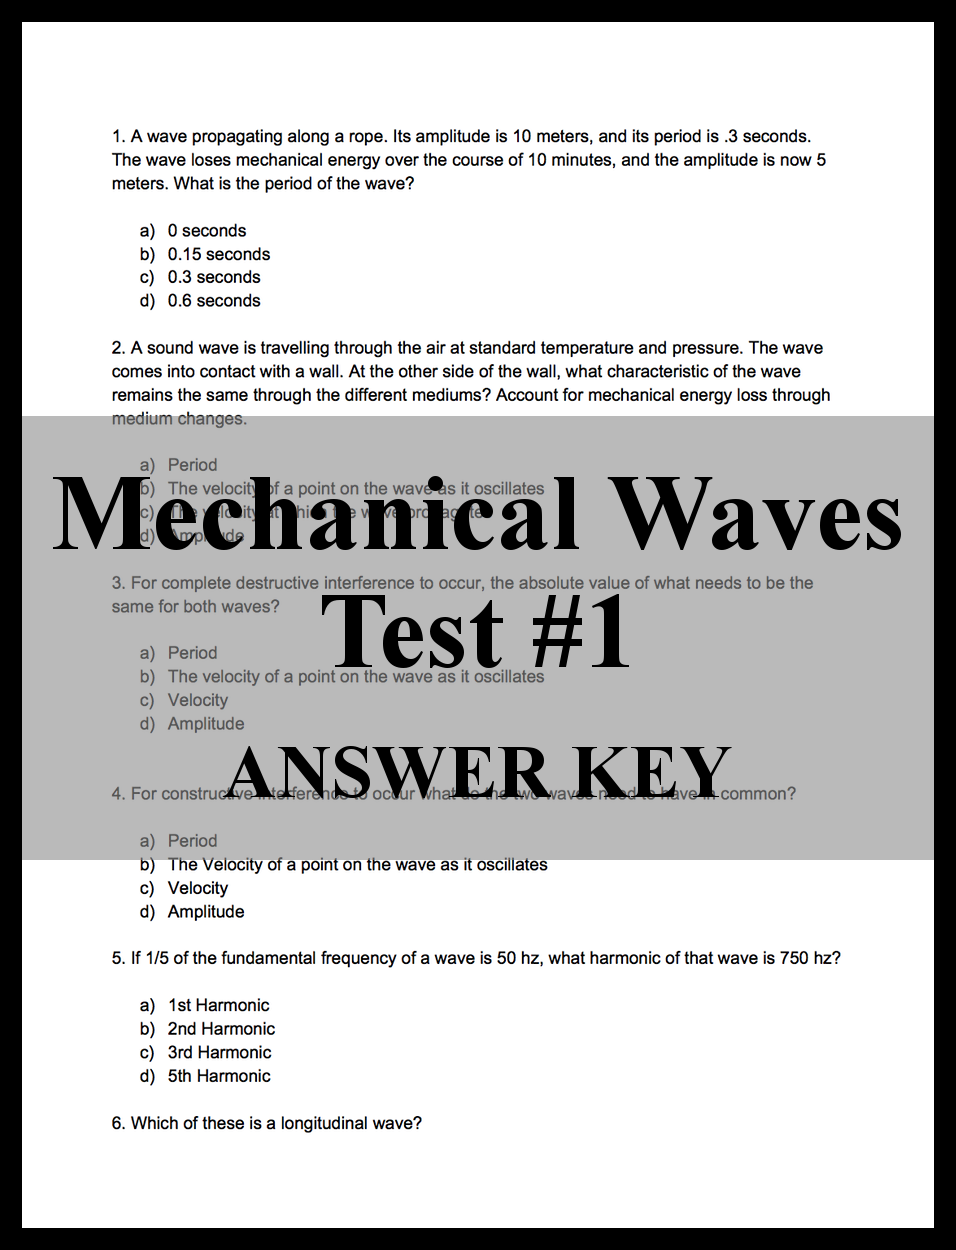 1. A wave propagating along a rope. Its amplitude is 10 meters, and its period is .3 seconds.
The wave loses mechanical energy over the course of 10 minutes, and the amplitude is now 5
meters. What is the period of the wave?
a) 0 seconds
b) 0.15 seconds
c) 0.3 seconds
d) 0.6 seconds
2. A sound wave is travelling through the air at standard temperature and pressure. The wave
comes into contact with a wall. At the other side of the wall, what characteristic of the wave
remains the same through the different mediums? Account for mechanical energy loss through
medium changes.
a) Period
b) The velocity of a point on the wave as it oscillates
c) The velocity at which the wave propagates
d) Amplitude
Mechanical Waves
3. For complete destructive interference to occur, the absolute value of what needs to be the
same for both waves?
Test #1
a) Period
b) The velocity of a point on the wave as it oscillates
c) Velocity
d) Amplitude
ANSWER KEY
4. For constructive interference to occur what do the two waves need to have in common?
a) Period
b) The Velocity of a point on the wave as it oscillates
c) Velocity
d) Amplitude
5. If 1/5 of the fundamental frequency of a wave is 50 hz, what harmonic of that wave is 750 hz?
a) 1st Harmonic
b) 2nd Harmonic
c) 3rd Harmonic
d) 5th Harmonic
6. Which of these is a longitudinal wave?